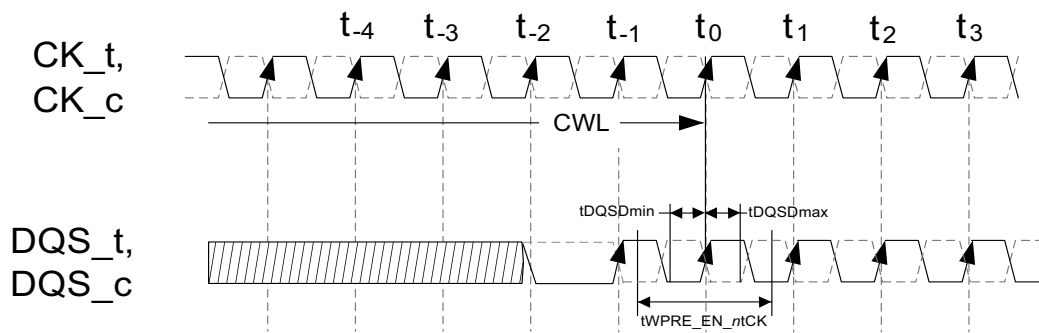 t-4 t-3 t-2 t-1 t0 t1 t2 t3
CK_t,
CK_c
CWL
tDQSDmin tDQSDmax
DQS_t,
DQS_c
tWPRE_EN_ntCK